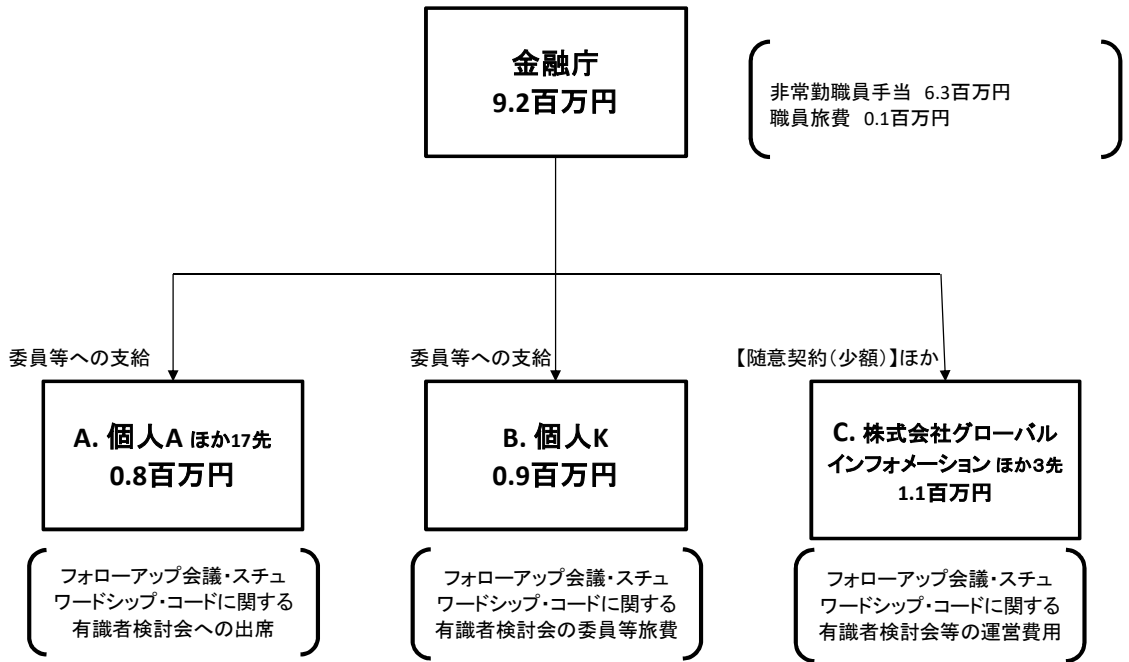 金融庁
9.2百万円
非常勤職員手当 6.3百万円
職員旅費 0.1百万円
委員等への支給
A. 個人A ほか17先
0.8百万円
フォローアップ会議・スチュ
ワードシップ・コードに関する
有識者検討会への出席
委員等への支給
B. 個人K
0.9百万円
フォローアップ会議・スチュ
ワードシップ・コードに関する
有識者検討会の委員等旅費
【随意契約(少額)】ほか
C. 株式会社グローバル
インフォメーション ほか3先
1.1百万円
フォローアップ会議・スチュ
ワードシップ・コードに関する
有識者検討会等の運営費用